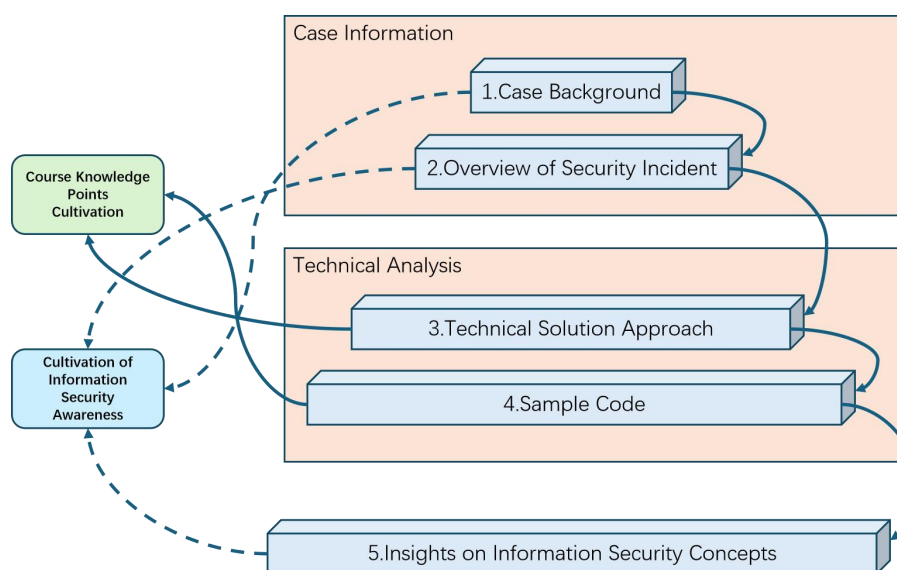 Case Information
1.Case Background
2.Overview of Security Incident
Course Knowledge
Points
Cultivation
Technical Analysis
3.Technical Solution Approach
Cultivation of
Information
Security
Awareness
4.Sample Code
5.Insights on Information Security Concepts